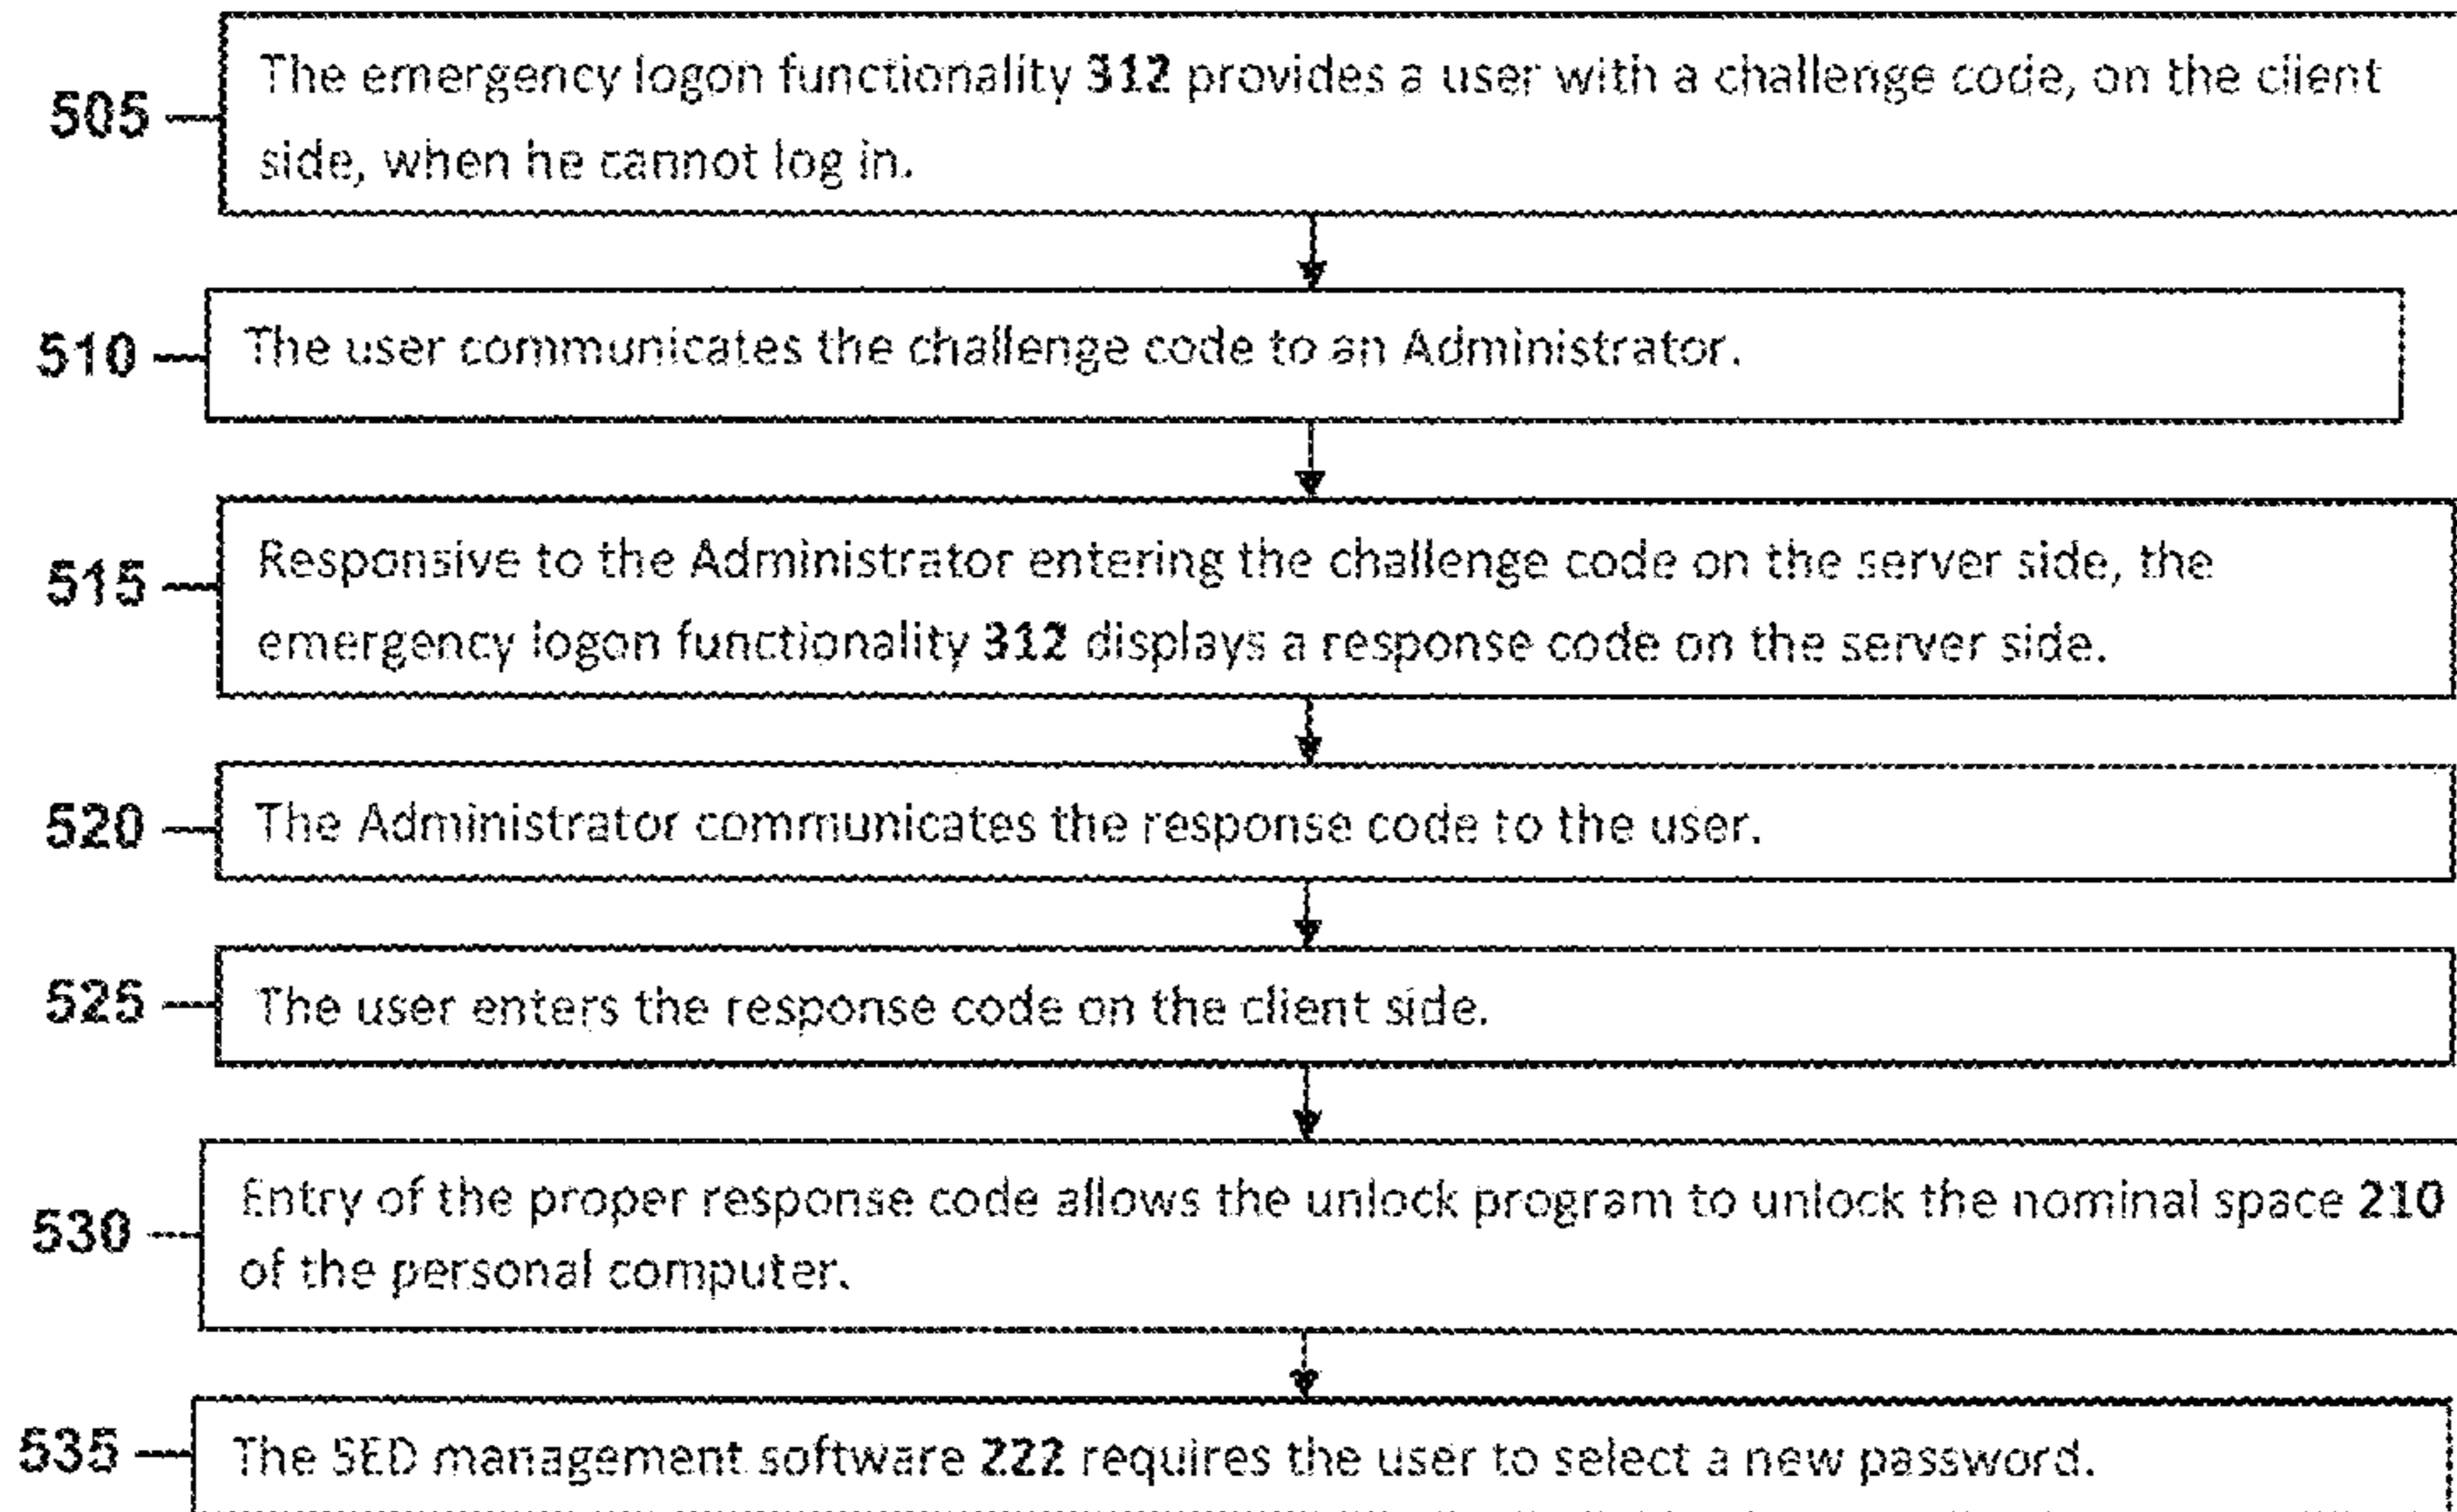 505
The emergency logon functionality 312 provides a user with a challenge code, on the client
side, when he cannot log in.
510
The user communicates the challenge code to an Administrator.
515
Responsive to the Administrator entering the challenge code on the server side, the
emergency logon functionality 312 displays a response code on the server side.
520
The Administrator communicates the response code to the user.
525
The user enters the response code on the client side.
530
Entry of the proper response code allows the unlock program to unlock the nominal space 210
of the personal computer.
535
The SED management software 222 requires the user to select a new password.